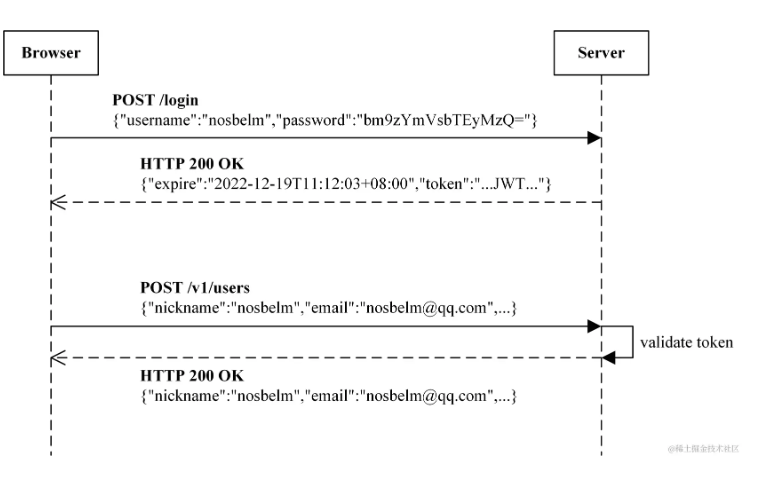 Browser
Server
POST /login
{"username":"nosbelm","password":"bm9zYmVsbTEyMzQ="}
HTTP 200 OK
{"expire":"2022-12-19T11:12:03+08:00","token":"...JWT..."}
POST /v1/users
{"nickname":"nosbelm","email":"nosbelm@qq.com",...}
validate token
HTTP 200 OK
{"nickname":"nosbelm","email":"nosbelm@qq.com",...}
@稀土掘金技术社区